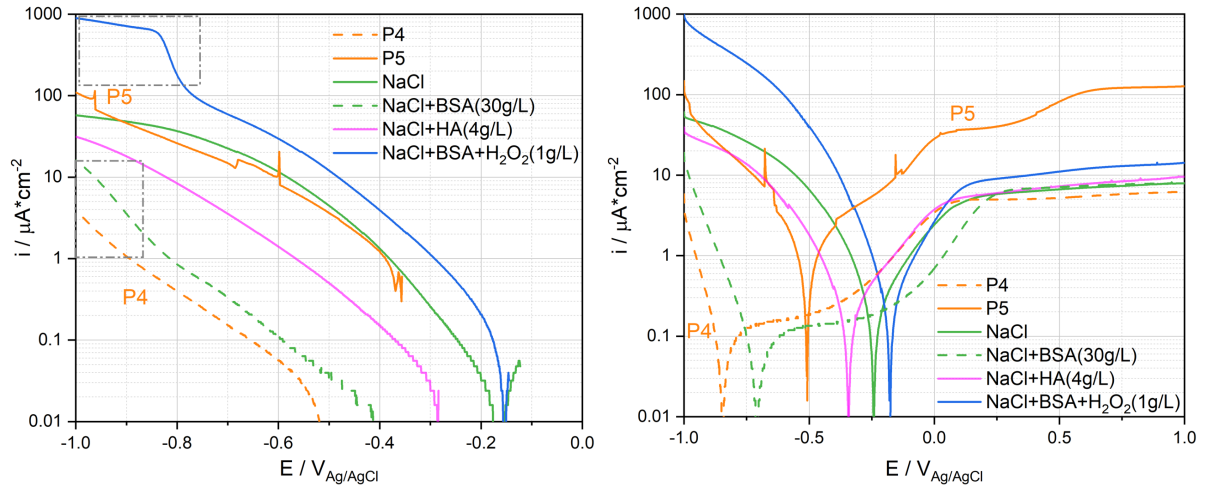 1000
100
10
1
0.1
0.01
i / µA*cm⁻²
P4
P5
NaCl
NaCl+BSA(30g/L)
NaCl+HA(4g/L)
NaCl+BSA+H₂O₂(1g/L)
P5
P4
-1.0 -0.8 -0.6 -0.4 -0.2 0.0
E / V_Ag/AgCl
1000
100
10
1
0.1
0.01
i / µA*cm⁻²
P5
P4
P4
P5
NaCl
NaCl+BSA(30g/L)
NaCl+HA(4g/L)
NaCl+BSA+H₂O₂(1g/L)
-1.0 -0.5 0.0 0.5 1.0
E / V_Ag/AgCl